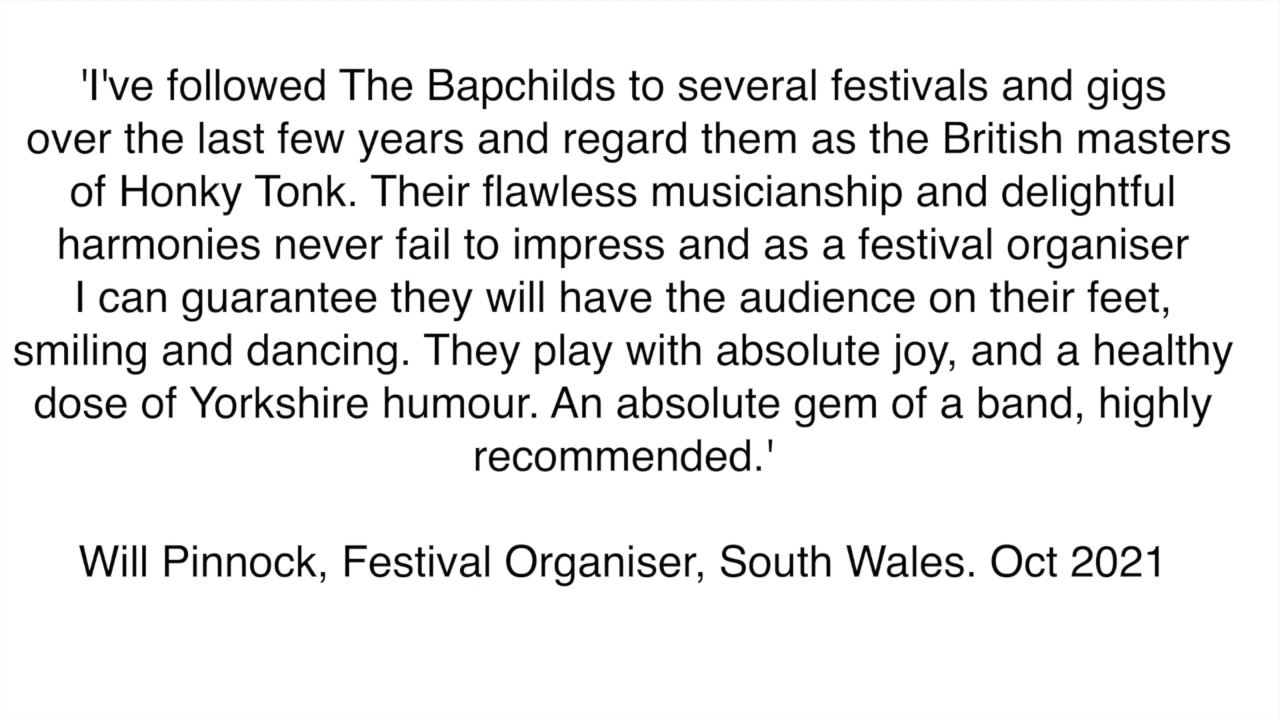 'I've followed The Bapchilds to several festivals and gigs
over the last few years and regard them as the British masters
of Honky Tonk. Their flawless musicianship and delightful
harmonies never fail to impress and as a festival organiser
I can guarantee they will have the audience on their feet,
smiling and dancing. They play with absolute joy, and a healthy
dose of Yorkshire humour. An absolute gem of a band, highly
recommended.'
Will Pinnock, Festival Organiser, South Wales. Oct 2021